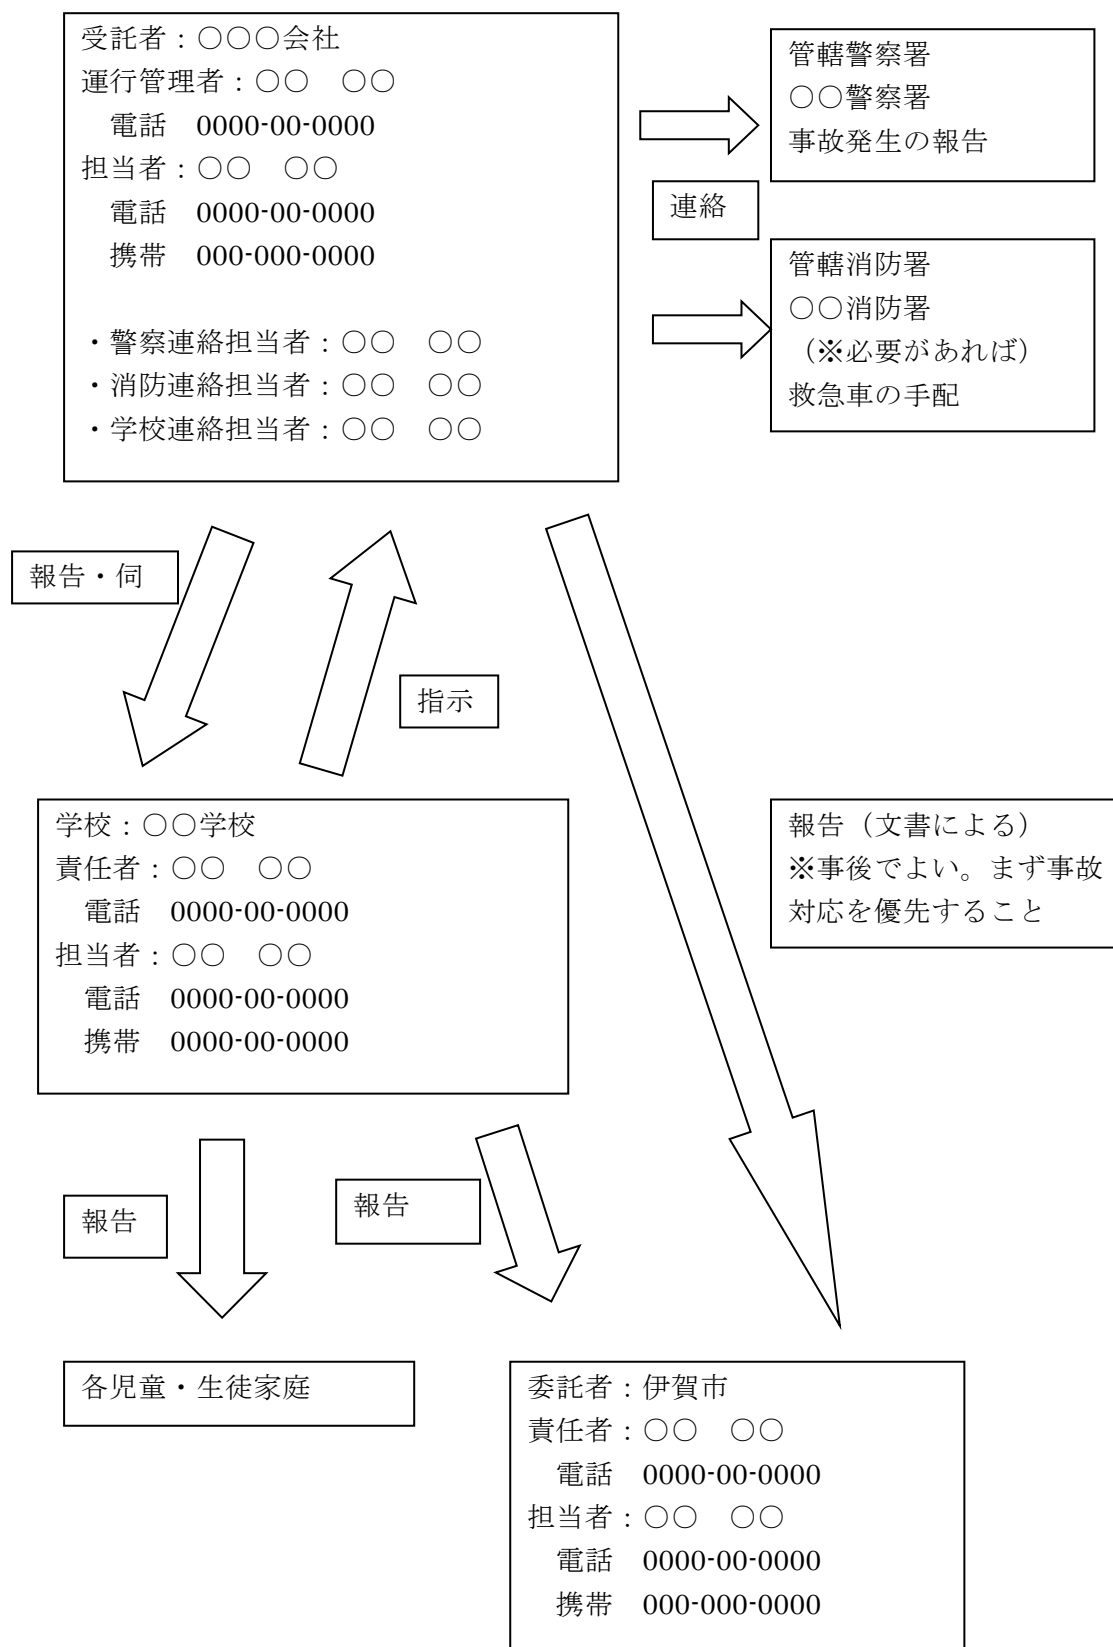 受託者：○○○会社
運行管理者：○○　○○
電話　0000-00-0000
担当者：○○　○○
電話　0000-00-0000
携帯　000-000-0000
・警察連絡担当者：○○　○○
・消防連絡担当者：○○　○○
・学校連絡担当者：○○　○○
管轄警察署
○○警察署
事故発生の報告
連絡
管轄消防署
○○消防署
（※必要があれば）
救急車の手配
報告・伺
指示
学校：○○学校
責任者：○○　○○
電話　0000-00-0000
担当者：○○　○○
電話　0000-00-0000
携帯　0000-00-0000
報告（文書による）
※事後でよい。まず事故
対応を優先すること
報告
報告
各児童・生徒家庭
委託者：伊賀市
責任者：○○　○○
電話　0000-00-0000
担当者：○○　○○
電話　0000-00-0000
携帯　000-000-0000